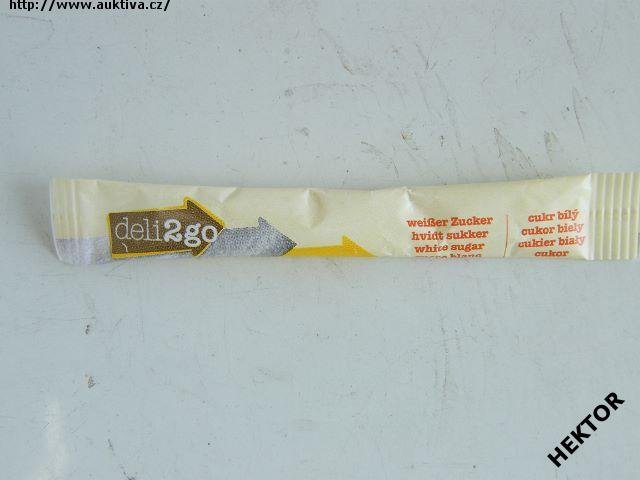 http://www.auktiva.cz/
deli2go
weißer Zucker
hvidt sukker
white sugar
blanc
cukr bílý
cukor biely
cukier biały
cukor
HEKTOR